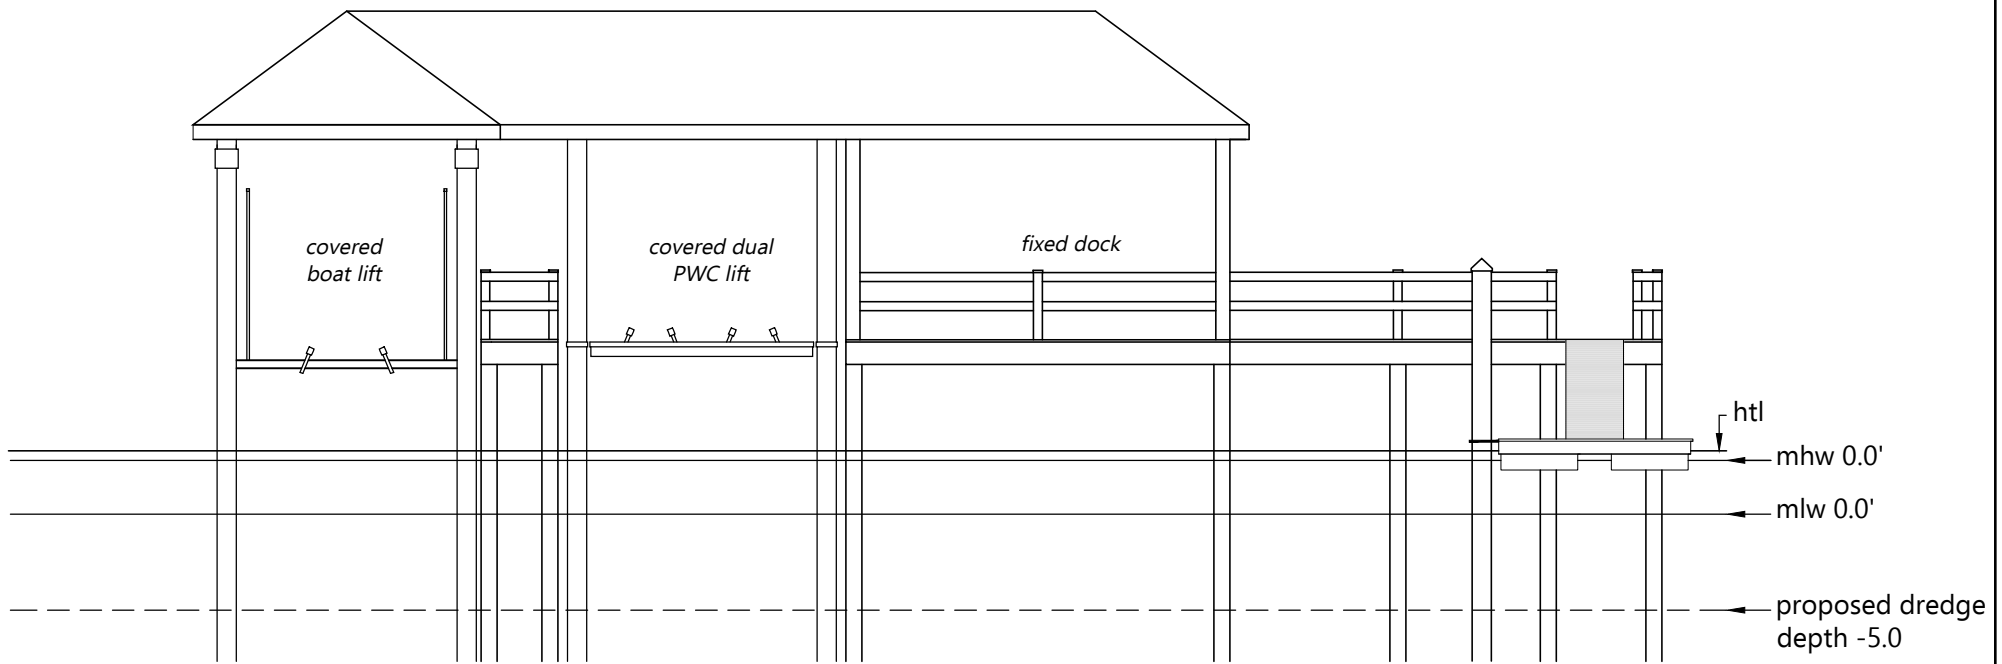 covered
boat lift
covered dual
PWC lift
fixed dock
htl
mhw 0.0'
mlw 0.0'
proposed dredge
depth -5.0